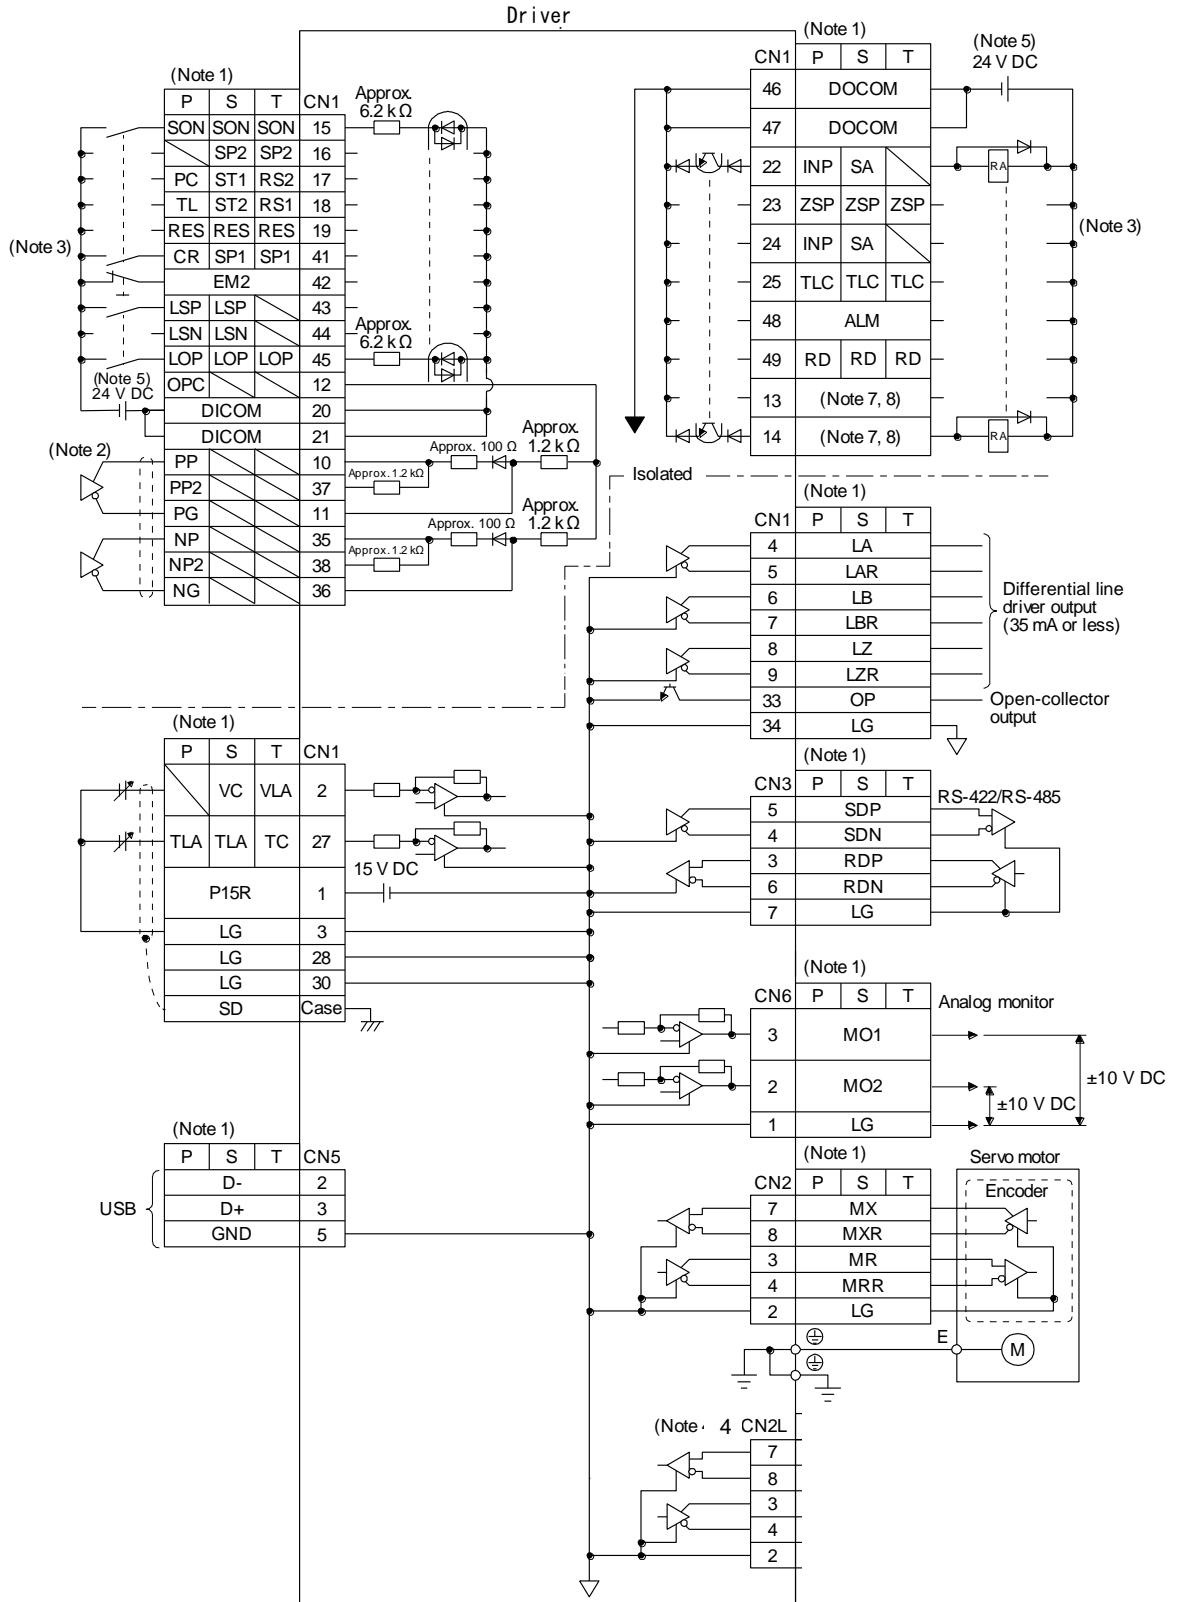 Driver
(Note 1)
P S T CN1
SON SON SON 15
SP2 SP2 16
PC ST1 RS2 17
TL ST2 RS1 18
RES RES RES 19
CR SP1 SP1 41
EM2 42
LSP LSP 43
LSN LSN 44
LOP LOP LOP 45
OPC 12
DICOM 20
DICOM 21
PP 10
PP2 37
PG 11
NP 35
NP2 38
NG 36
(Note 3)
(Note 5)
24 V DC
(Note 2)
Approx.
6.2 kΩ
Approx.
6.2 kΩ
Approx. 100 Ω
Approx.
1.2 kΩ
Approx. 1.2 kΩ
Approx. 100 Ω
Approx.
1.2 kΩ
Approx. 1.2 kΩ
Isolated
(Note 1)
CN1 P S T
46 DOCOM
47 DOCOM
22 INP SA
23 ZSP ZSP ZSP
24 INP SA
25 TLC TLC TLC
48 ALM
49 RD RD RD
13 (Note 7, 8)
14 (Note 7, 8)
(Note 5)
24 V DC
RA
(Note 3)
RA
(Note 1)
CN1 P S T
4 LA
5 LAR
6 LB
7 LBR
8 LZ
9 LZR
33 OP
34 LG
Differential line
driver output
(35 mA or less)
Open-collector
output
(Note 1)
P S T CN1
VC VLA 2
TLA TLA TC 27
P15R 1
LG 3
LG 28
LG 30
SD Case
15 V DC
(Note 1)
CN3 P S T
5 SDP
4 SDN
3 RDP
6 RDN
7 LG
RS-422/RS-485
(Note 1)
CN6 P S T
3 MO1
2 MO2
1 LG
Analog monitor
±10 V DC
±10 V DC
(Note 1)
P S T CN5
D- 2
D+ 3
GND 5
USB
(Note 1)
CN2 P S T
7 MX
8 MXR
3 MR
4 MRR
2 LG
Servo motor
Encoder
E
M
(Note 4 CN2L
7
8
3
4
2